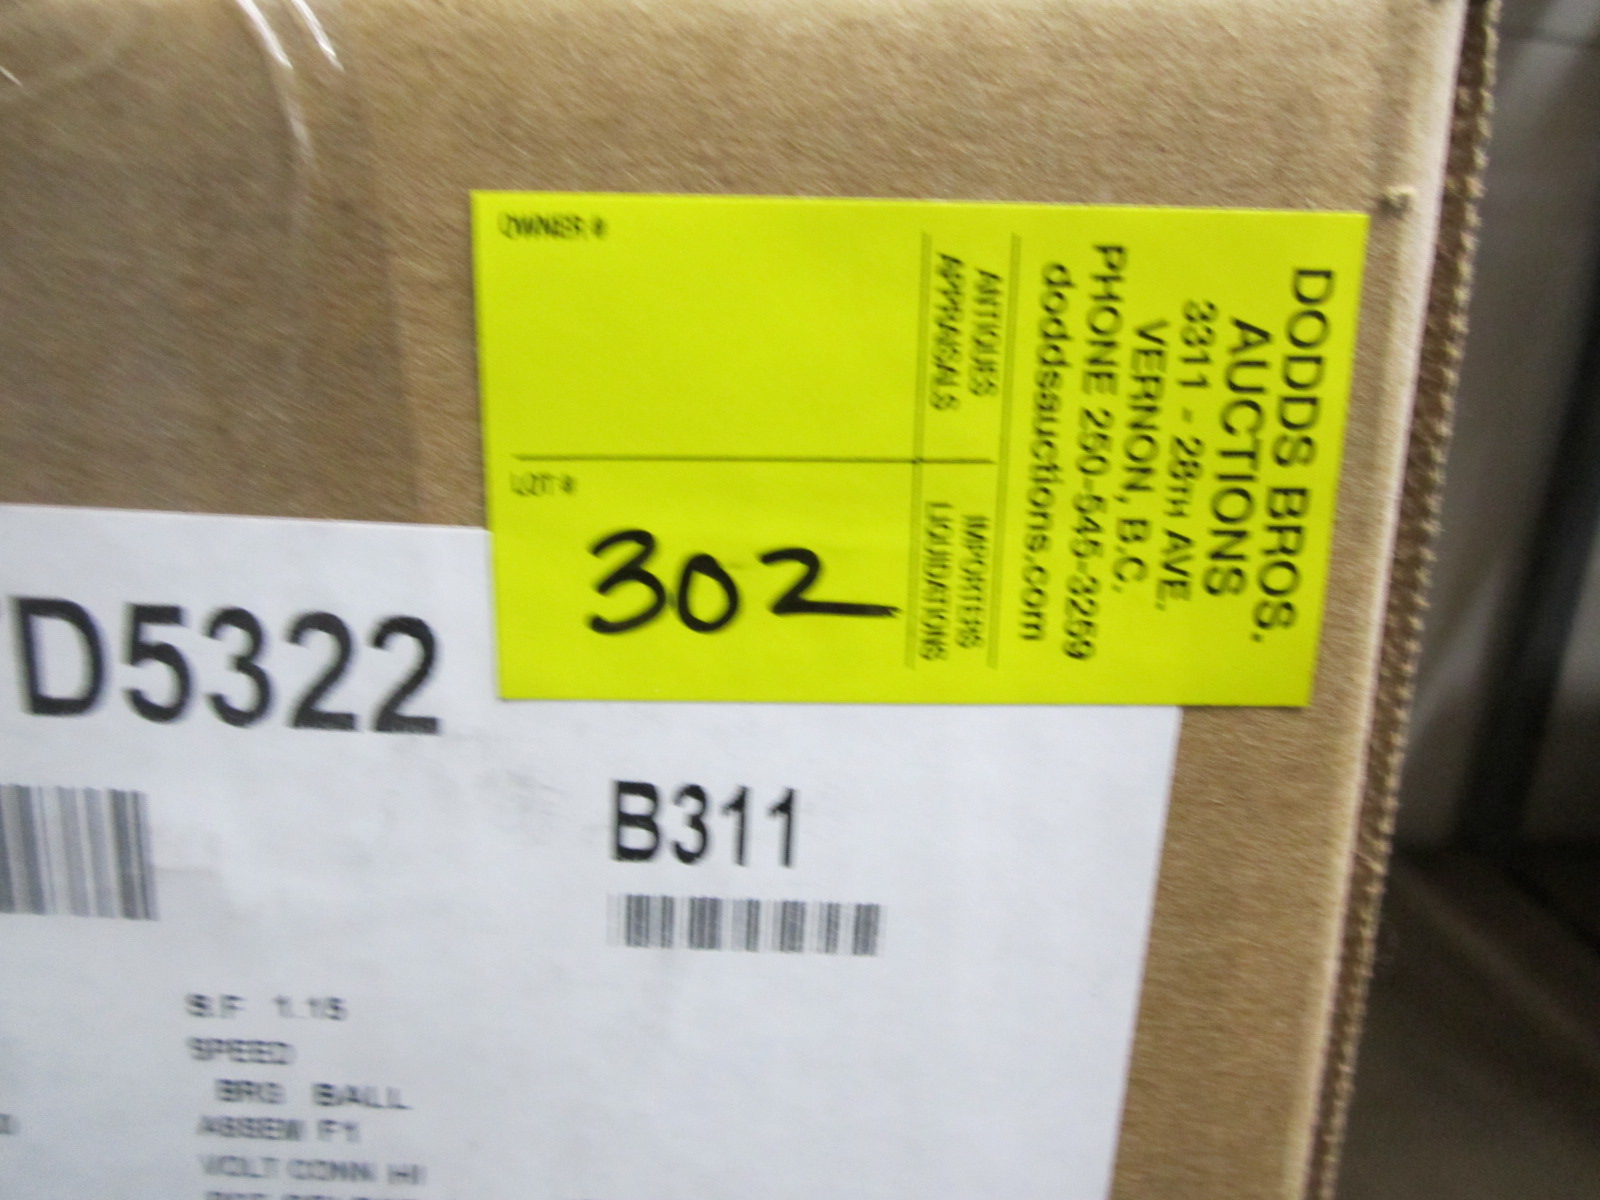 OWNER #
LOT #
302
ANTIQUES
APPRAISALS
IMPORTERS
LIQUIDATIONS
DODDS BROS.
AUCTIONS
3311 - 28TH AVE.
VERNON, B.C.
PHONE 250-545-3259
doddsauctions.com
D5322
B311
S.F 1.15
SPEED
BRG BALL
ASSEM F1
VOLT CONN HI